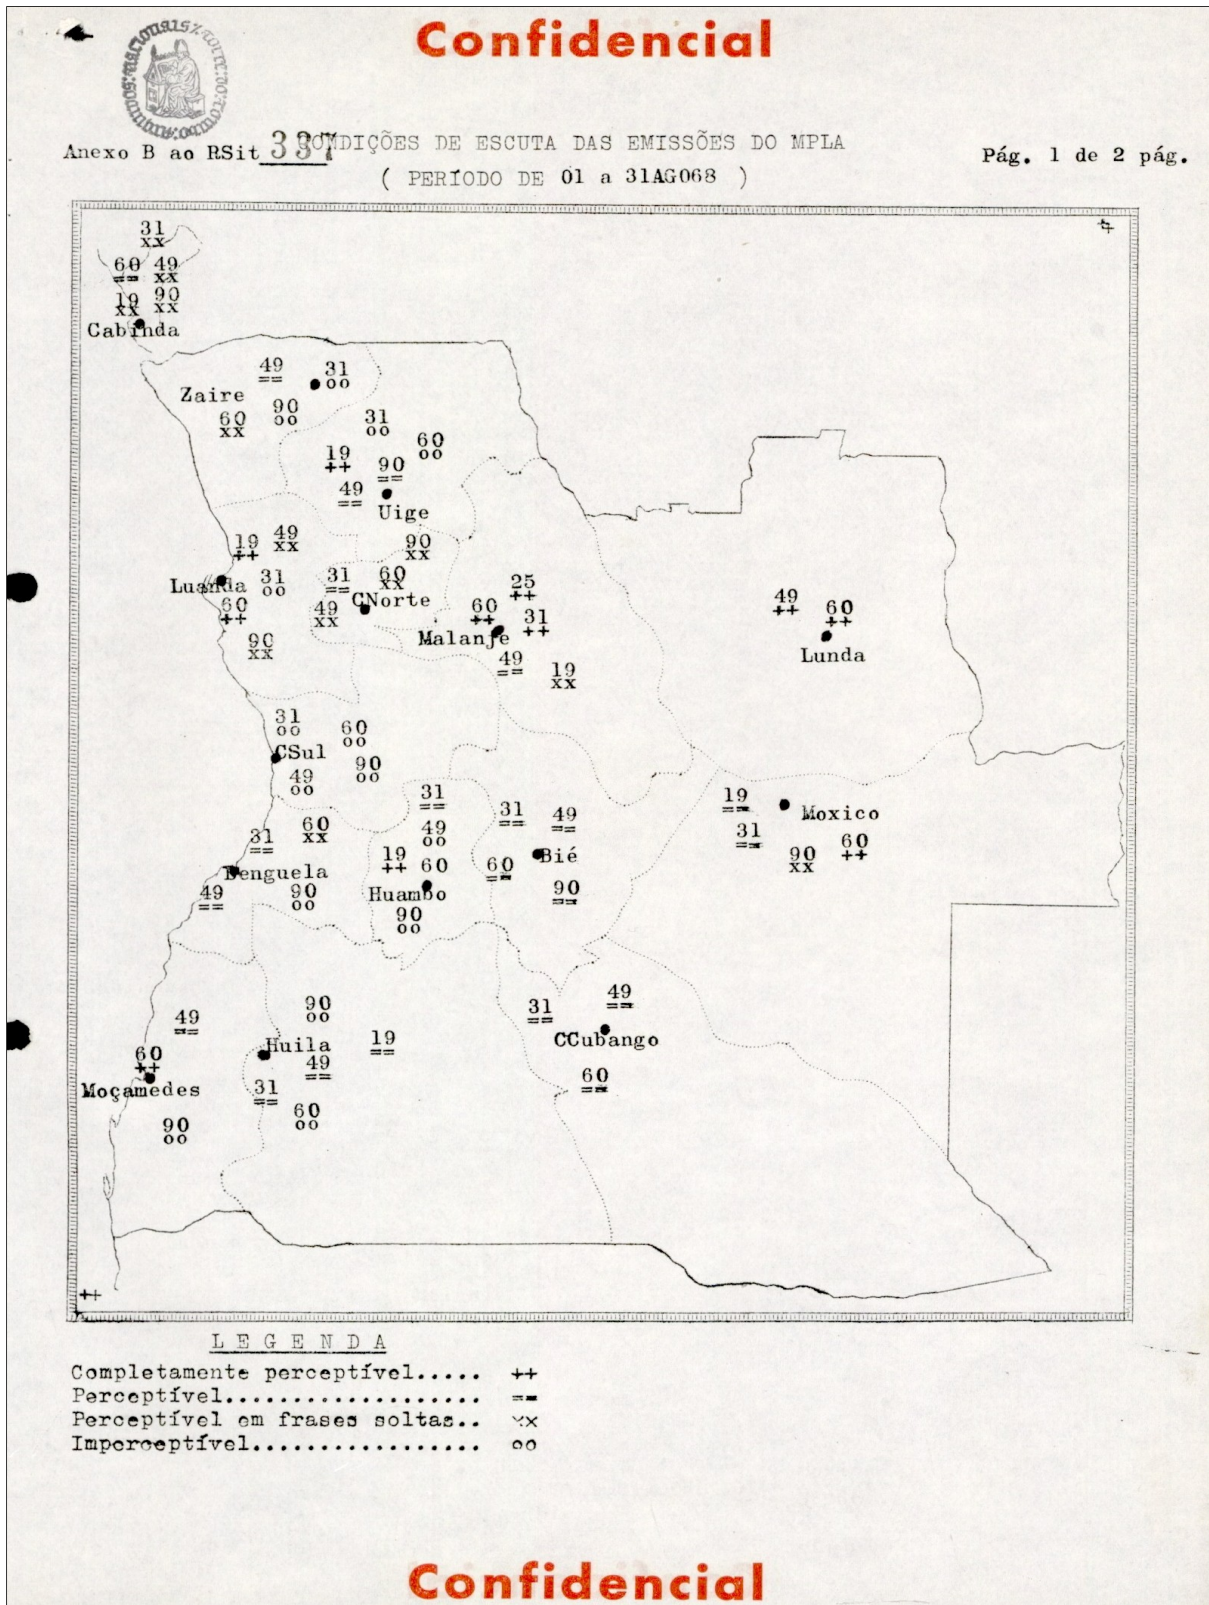 Confidencial
Anexo B ao RSit 337 CONDIÇÕES DE ESCUTA DAS EMISSÕES DO MPLA Pág. 1 de 2 pág.
( PERÍODO DE 01 a 31AGO68 )
31
xx
60 49
== xx
19 90
xx xx
Cabinda
49 31
== oo
Zaire
60 90
xx oo
31
oo
60
oo
19 90
++ ==
49
==
Uige
19 49
++ xx
90
xx
Luanda
31
oo
31 60
== xx
60
++
49
xx
CNorte
90
xx
25
++
60 31
++ ++
Malanje
49 19
== xx
49 60
++ ++
Lunda
31 60
oo oo
CSul
49 90
oo oo
31
==
31 49
== ==
19
==
Moxico
31
==
60
++
90
xx
31 60
== xx
49
oo
19 60
++
Bié
60
==
Benguela
Huambo
49 90
== oo
90
oo
90
==
49
==
90
oo
19
==
31 49
== ==
60
++
Huila
49
==
CCubango
Moçamedes
31
==
60
==
90
oo
60
oo
++
L E G E N D A
Completamente perceptível..... ++
Perceptível................... ==
Perceptível em frases soltas.. xx
Imperceptível................. oo
Confidencial